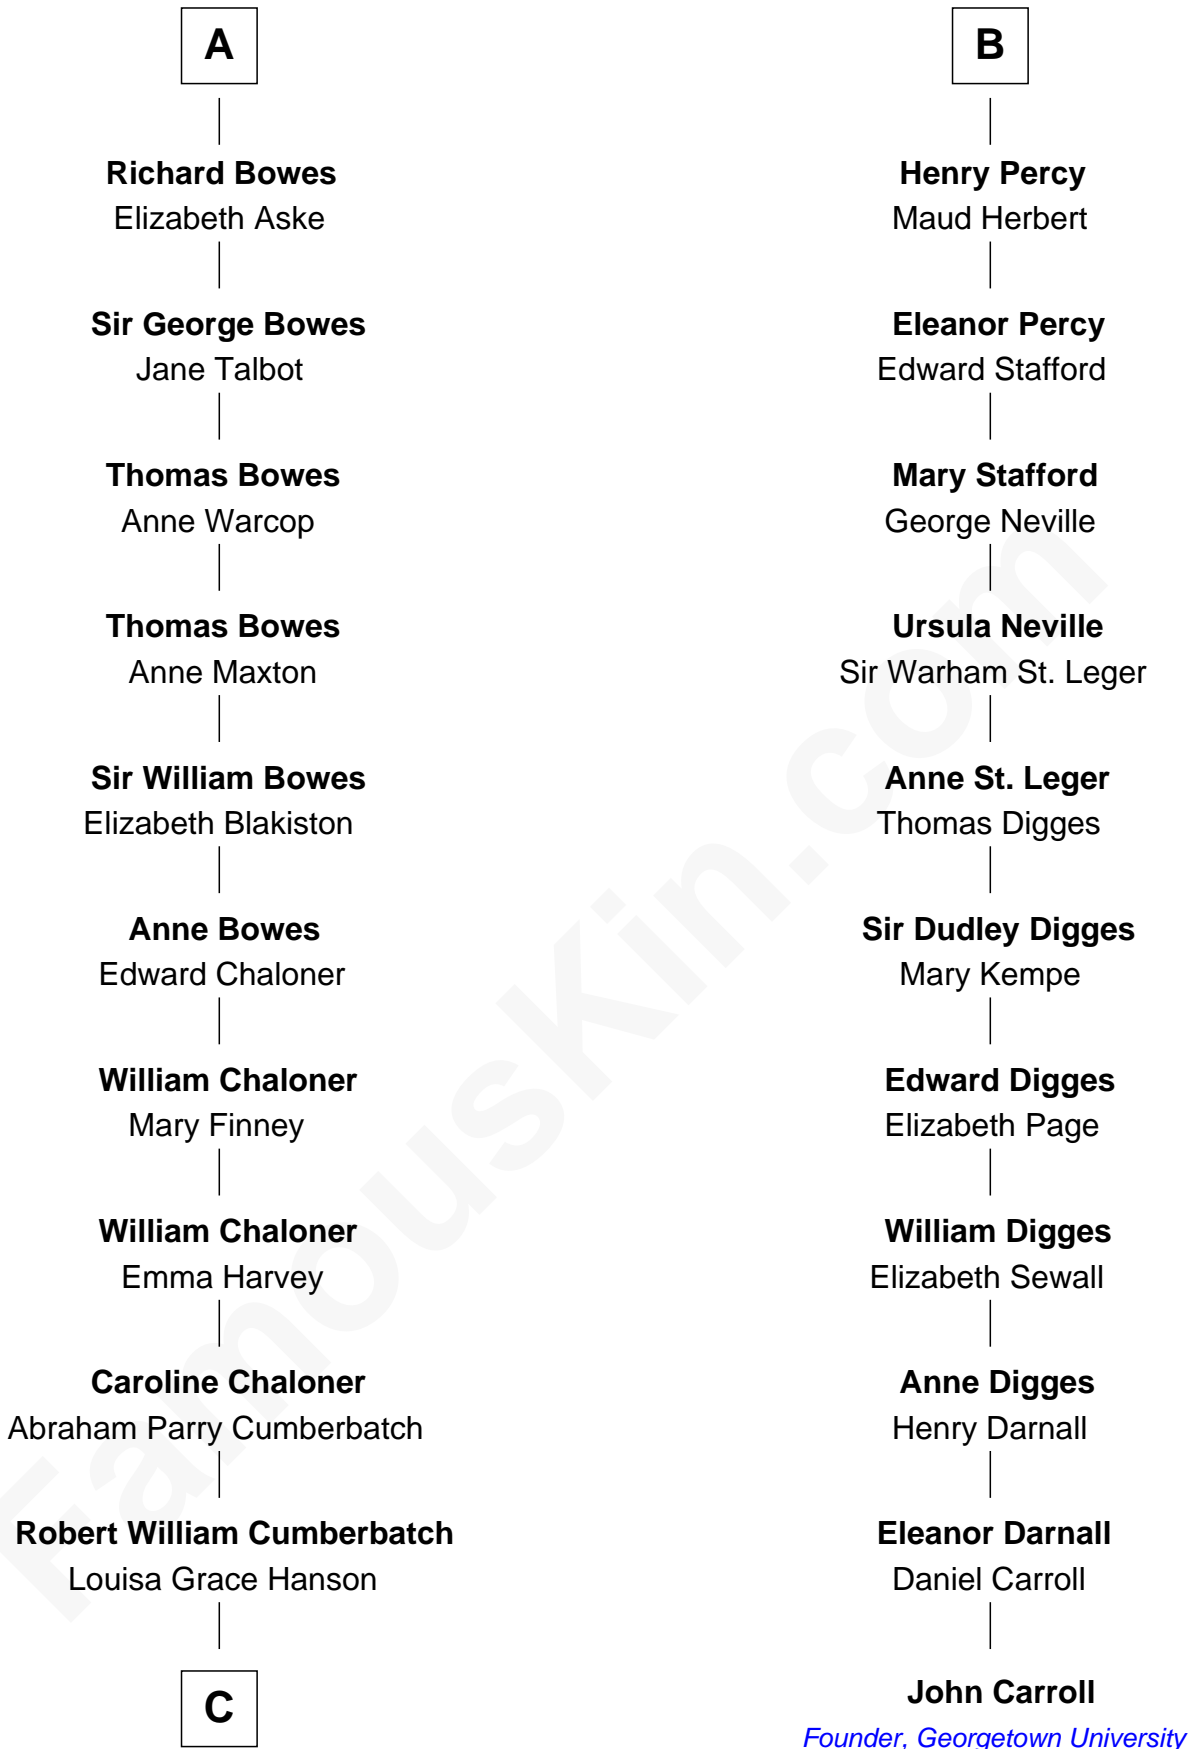 A
Richard Bowes
Elizabeth Aske
Sir George Bowes
Jane Talbot
Thomas Bowes
Anne Warcop
Thomas Bowes
Anne Maxton
Sir William Bowes
Elizabeth Blakiston
Anne Bowes
Edward Chaloner
William Chaloner
Mary Finney
William Chaloner
Emma Harvey
Caroline Chaloner
Abraham Parry Cumberbatch
Robert William Cumberbatch
Louisa Grace Hanson
C
B
Henry Percy
Maud Herbert
Eleanor Percy
Edward Stafford
Mary Stafford
George Neville
Ursula Neville
Sir Warham St. Leger
Anne St. Leger
Thomas Digges
Sir Dudley Digges
Mary Kempe
Edward Digges
Elizabeth Page
William Digges
Elizabeth Sewall
Anne Digges
Henry Darnall
Eleanor Darnall
Daniel Carroll
John Carroll
Founder, Georgetown University
FamousKin.com